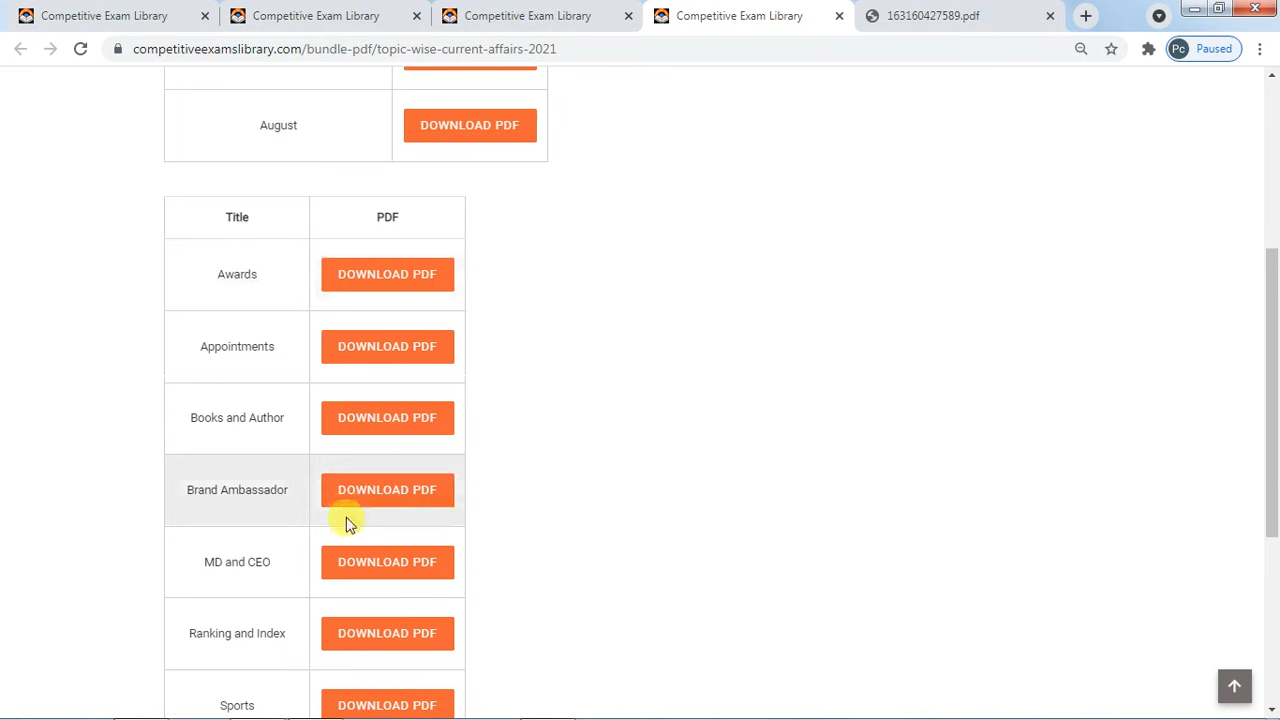 Competitive Exam Library
Competitive Exam Library
Competitive Exam Library
Competitive Exam Library
163160427589.pdf
competitiveexamslibrary.com/bundle-pdf/topic-wise-current-affairs-2021
Pc Paused
August DOWNLOAD PDF
Title PDF
Awards DOWNLOAD PDF
Appointments DOWNLOAD PDF
Books and Author DOWNLOAD PDF
Brand Ambassador DOWNLOAD PDF
MD and CEO DOWNLOAD PDF
Ranking and Index DOWNLOAD PDF
Sports DOWNLOAD PDF